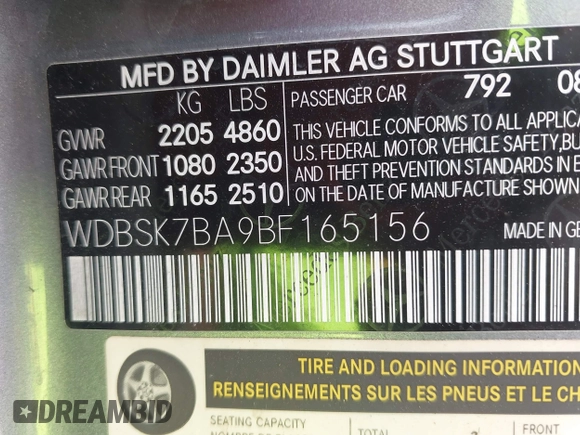 MFD BY DAIMLER AG STUTTGART
KG LBS PASSENGER CAR 792 08
GVWR 2205 4860 THIS VEHICLE CONFORMS TO ALL APPLICA
GAWR FRONT 1080 2350 U.S. FEDERAL MOTOR VEHICLE SAFETY, BU
GAWR REAR 1165 2510 AND THEFT PREVENTION STANDARDS IN E
ON THE DATE OF MANUFACTURE SHOWN
WDBSK7BA9BF165156 MADE IN GE
TIRE AND LOADING INFORMATION
RENSEIGNEMENTS SUR LES PNEUS ET LE CH
SEATING CAPACITY
NOMBRE DE
TOTAL
FRONT
DREAMBID